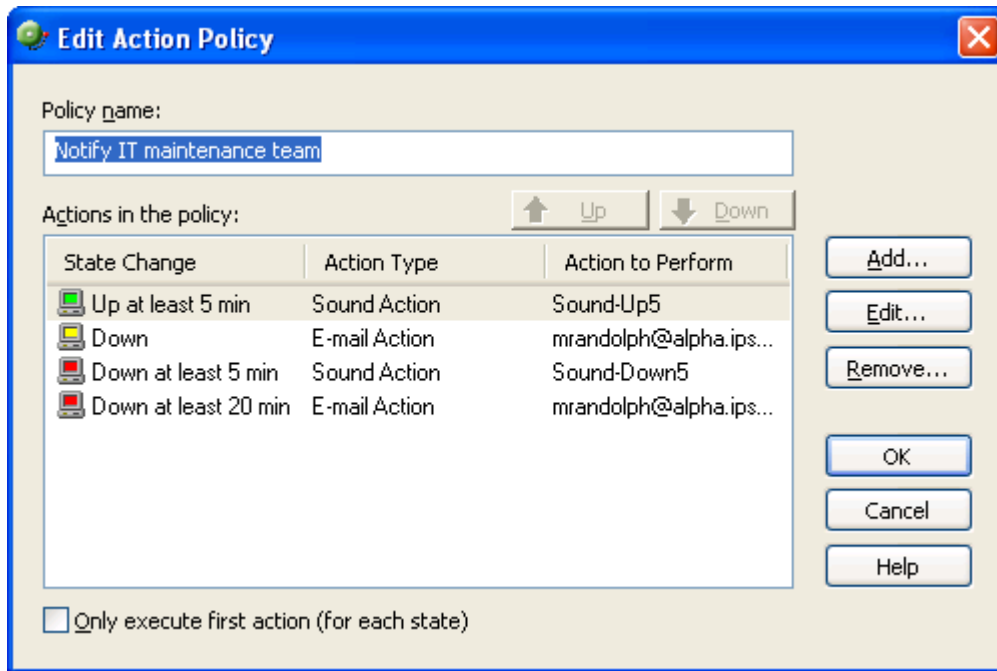 Edit Action Policy
Policy name:
Notify IT maintenance team
Actions in the policy:
Up
Down
State Change Action Type Action to Perform
Up at least 5 min Sound Action Sound-Up5
Down E-mail Action mrandolph@alpha.ips...
Down at least 5 min Sound Action Sound-Down5
Down at least 20 min E-mail Action mrandolph@alpha.ips...
Add...
Edit...
Remove...
OK
Cancel
Help
Only execute first action (for each state)